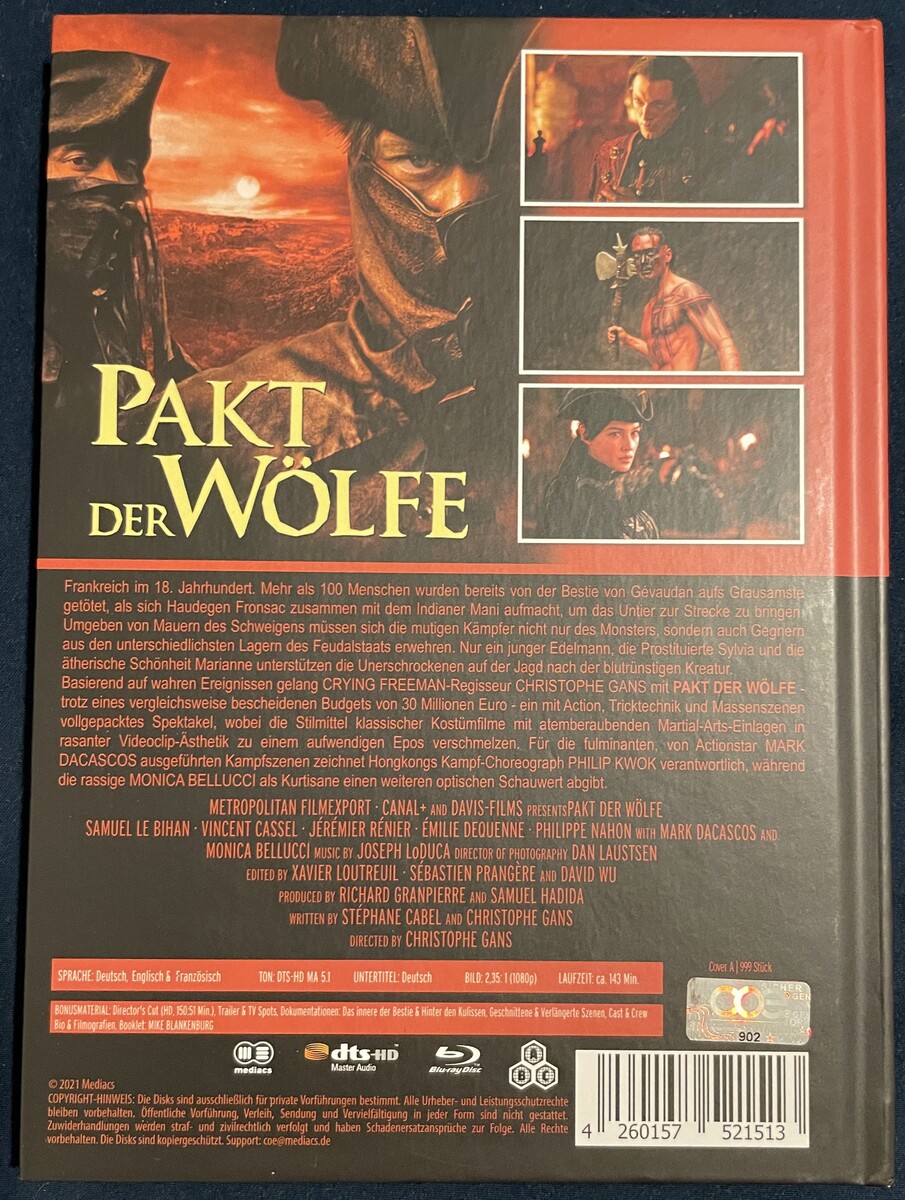 PAKT
DER WÖLFE
Frankreich im 18. Jahrhundert. Mehr als 100 Menschen wurden bereits von der Bestie von Gévaudan aufs Grausamste
getötet, als sich Haudegen Fronsac zusammen mit dem Indianer Mani aufmacht, um das Untier zur Strecke zu bringen.
Umgeben von Mauern des Schweigens müssen sich die mutigen Kämpfer nicht nur des Monsters, sondern auch Gegnern
aus den unterschiedlichsten Lagern des Feudalstaats erwehren. Nur ein junger Edelmann, die Prostituierte Sylvia und die
ätherische Schönheit Marianne unterstützen die Unerschrockenen auf der Jagd nach der blutrünstigen Kreatur.
Basierend auf wahren Ereignissen gelang CRYING FREEMAN-Regisseur CHRISTOPHE GANS mit PAKT DER WÖLFE -
trotz eines vergleichsweise bescheidenen Budgets von 30 Millionen Euro - ein mit Action, Tricktechnik und Massenszenen
vollgepacktes Spektakel, wobei die Stilmittel klassischer Kostümfilme mit atemberaubenden Martial-Arts-Einlagen in
rasanter Videoclip-Ästhetik zu einem aufwendigen Epos verschmelzen. Für die fulminanten, von Actionstar MARK
DACASCOS ausgeführten Kampfszenen zeichnet Hongkongs Kampf-Choreograph PHILIP KWOK verantwortlich, während
die rassige MONICA BELLUCCI als Kurtisane einen weiteren optischen Schauwert abgibt.
METROPOLITAN FILMEXPORT · CANAL+ AND DAVIS-FILMS PRESENTSPAKT DER WÖLFE
SAMUEL LE BIHAN · VINCENT CASSEL · JÉRÉMIER RÉNIER · ÉMILIE DEQUENNE · PHILIPPE NAHON WITH MARK DACASCOS AND
MONICA BELLUCCI MUSIC BY JOSEPH LoDUCA DIRECTOR OF PHOTOGRAPHY DAN LAUSTSEN
EDITED BY XAVIER LOUTREUIL · SÉBASTIEN PRANGÈRE AND DAVID WU
PRODUCED BY RICHARD GRANPIERRE AND SAMUEL HADIDA
WRITTEN BY STÉPHANE CABEL AND CHRISTOPHE GANS
DIRECTED BY CHRISTOPHE GANS
SPRACHE: Deutsch, Englisch & Französisch TON: DTS-HD MA 5.1 UNTERTITEL: Deutsch BILD: 2,35:1 (1080p) LAUFZEIT: ca. 143 Min.
Cover A | 999 Stück
BONUSMATERIAL: Director's Cut (HD, 150:51 Min.), Trailer & TV Spots, Dokumentationen: Das innere der Bestie & Hinter den Kulissen, Geschnittene & Verlängerte Szenen, Cast & Crew
Bio & Filmografien, Booklet: MIKE BLANKENBURG
902
mediacs
dts-HD
Master Audio
Blu-ray Disc
A
B C
© 2021 Mediacs
COPYRIGHT-HINWEIS: Die Disks sind ausschließlich für private Vorführungen bestimmt. Alle Urheber- und Leistungsschutzrechte
bleiben vorbehalten. Öffentliche Vorführung, Verleih, Sendung und Vervielfältigung in jeder Form sind nicht gestattet.
Zuwiderhandlungen werden straf- und zivilrechtlich verfolgt und haben Schadenersatzansprüche zur Folge. Alle Rechte
vorbehalten. Die Disks sind kopiergeschützt. Support: coe@mediacs.de
4 260157 521513